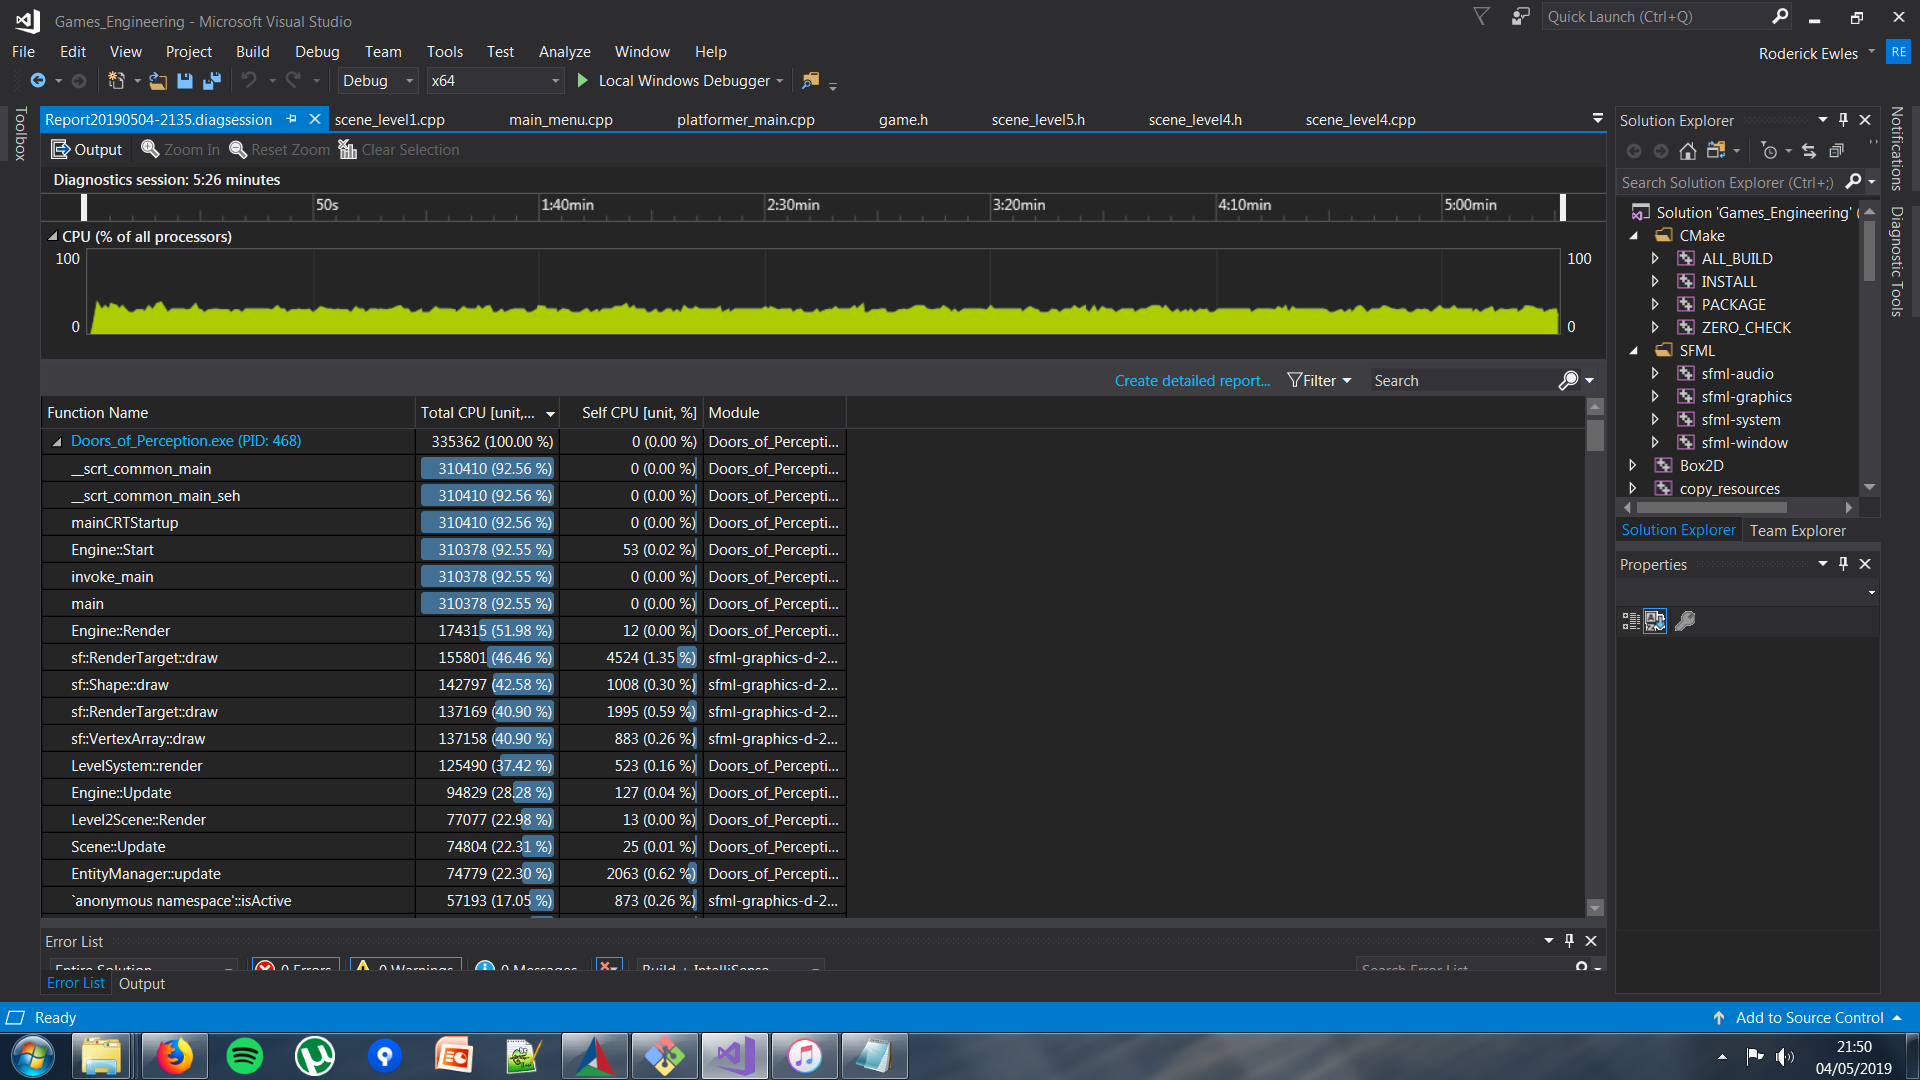 Games_Engineering - Microsoft Visual Studio
Quick Launch (Ctrl+Q)
File Edit View Project Build Debug Team Tools Test Analyze Window Help
Roderick Ewles RE
Debug x64 Local Windows Debugger
Toolbox
Report20190504-2135.diagsession scene_level1.cpp main_menu.cpp platformer_main.cpp game.h scene_level5.h scene_level4.h scene_level4.cpp
Output Zoom In Reset Zoom Clear Selection
Diagnostics session: 5:26 minutes
50s 1:40min 2:30min 3:20min 4:10min 5:00min
CPU (% of all processors)
100 100
0 0
Create detailed report... Filter Search
Function Name Total CPU [unit,... Self CPU [unit, %] Module
Doors_of_Perception.exe (PID: 468) 335362 (100.00 %) 0 (0.00 %) Doors_of_Percepti...
__scrt_common_main 310410 (92.56 %) 0 (0.00 %) Doors_of_Percepti...
__scrt_common_main_seh 310410 (92.56 %) 0 (0.00 %) Doors_of_Percepti...
mainCRTStartup 310410 (92.56 %) 0 (0.00 %) Doors_of_Percepti...
Engine::Start 310378 (92.55 %) 53 (0.02 %) Doors_of_Percepti...
invoke_main 310378 (92.55 %) 0 (0.00 %) Doors_of_Percepti...
main 310378 (92.55 %) 0 (0.00 %) Doors_of_Percepti...
Engine::Render 174315 (51.98 %) 12 (0.00 %) Doors_of_Percepti...
sf::RenderTarget::draw 155801 (46.46 %) 4524 (1.35 %) sfml-graphics-d-2...
sf::Shape::draw 142797 (42.58 %) 1008 (0.30 %) sfml-graphics-d-2...
sf::RenderTarget::draw 137169 (40.90 %) 1995 (0.59 %) sfml-graphics-d-2...
sf::VertexArray::draw 137158 (40.90 %) 883 (0.26 %) sfml-graphics-d-2...
LevelSystem::render 125490 (37.42 %) 523 (0.16 %) Doors_of_Percepti...
Engine::Update 94829 (28.28 %) 127 (0.04 %) Doors_of_Percepti...
Level2Scene::Render 77077 (22.98 %) 13 (0.00 %) Doors_of_Percepti...
Scene::Update 74804 (22.31 %) 25 (0.01 %) Doors_of_Percepti...
EntityManager::update 74779 (22.30 %) 2063 (0.62 %) Doors_of_Percepti...
`anonymous namespace'::isActive 57193 (17.05 %) 873 (0.26 %) sfml-graphics-d-2...
Error List
Entire Solution 0 Errors 0 Warnings 0 Messages Build + IntelliSense Search Error List
Error List Output
Solution Explorer
Search Solution Explorer (Ctrl+;)
Solution 'Games_Engineering' (
CMake
ALL_BUILD
INSTALL
PACKAGE
ZERO_CHECK
SFML
sfml-audio
sfml-graphics
sfml-system
sfml-window
Box2D
copy_resources
Solution Explorer Team Explorer
Properties
Notifications
Diagnostic Tools
Ready Add to Source Control
21:50
04/05/2019